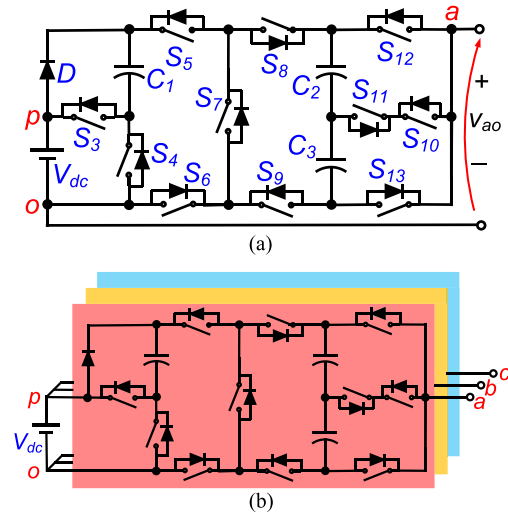 a
S5
S8
S12
D
C1
S7
C2
S11
+
p
S3
S10
vao
S4
C3
Vdc
S6
S9
S13
−
o
(a)
c
p
b
a
Vdc
o
(b)